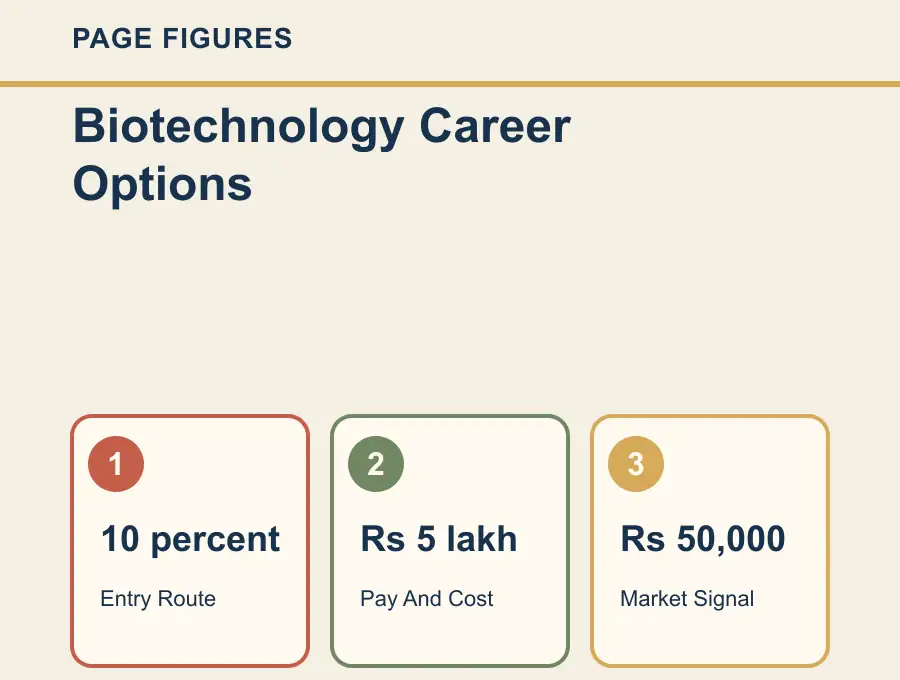 PAGE FIGURES
Biotechnology Career
Options
1
10 percent
Entry Route
2
Rs 5 lakh
Pay And Cost
3
Rs 50,000
Market Signal